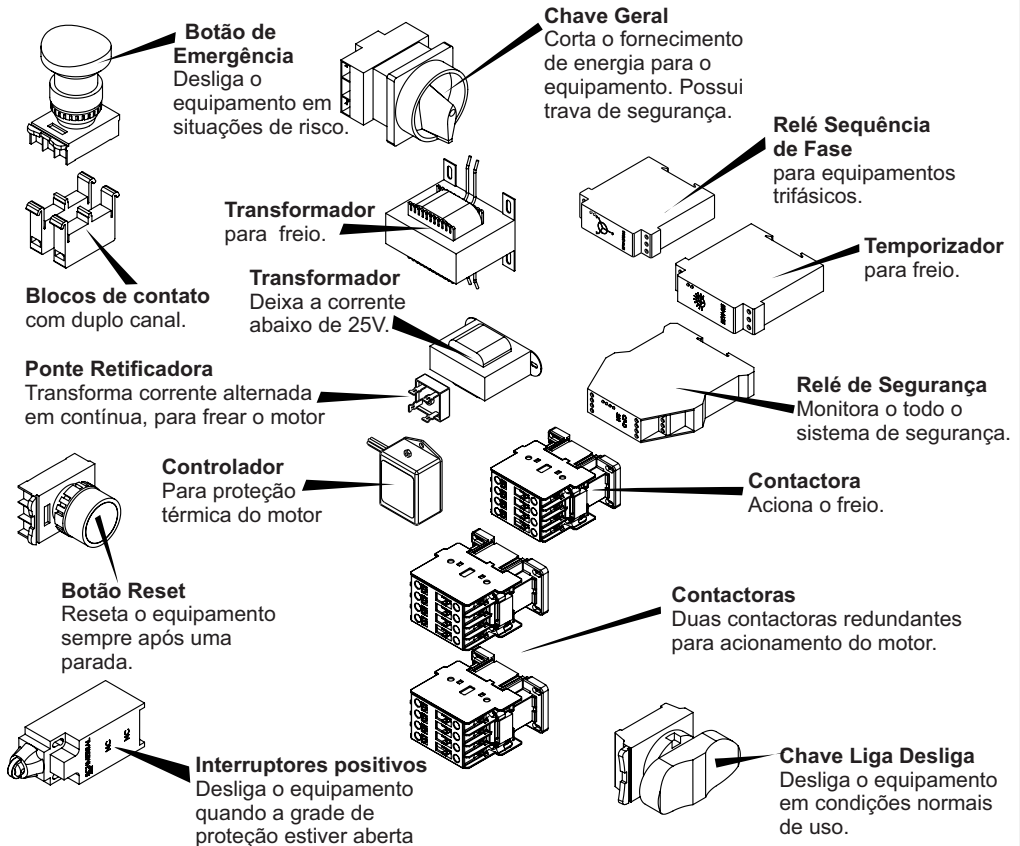 Botão de
Emergência
Desliga o
equipamento em
situações de risco.
Chave Geral
Corta o fornecimento
de energia para o
equipamento. Possui
trava de segurança.
Relé Sequência
de Fase
para equipamentos
trifásicos.
Transformador
para freio.
Temporizador
para freio.
Blocos de contato
com duplo canal.
Transformador
Deixa a corrente
abaixo de 25V.
Ponte Retificadora
Transforma corrente alternada
em contínua, para frear o motor
Relé de Segurança
Monitora o todo o
sistema de segurança.
Controlador
Para proteção
térmica do motor
Contactora
Aciona o freio.
Botão Reset
Reseta o equipamento
sempre após uma
parada.
Contactoras
Duas contactoras redundantes
para acionamento do motor.
NC
NC
Interruptores positivos
Desliga o equipamento
quando a grade de
proteção estiver aberta
Chave Liga Desliga
Desliga o equipamento
em condições normais
de uso.